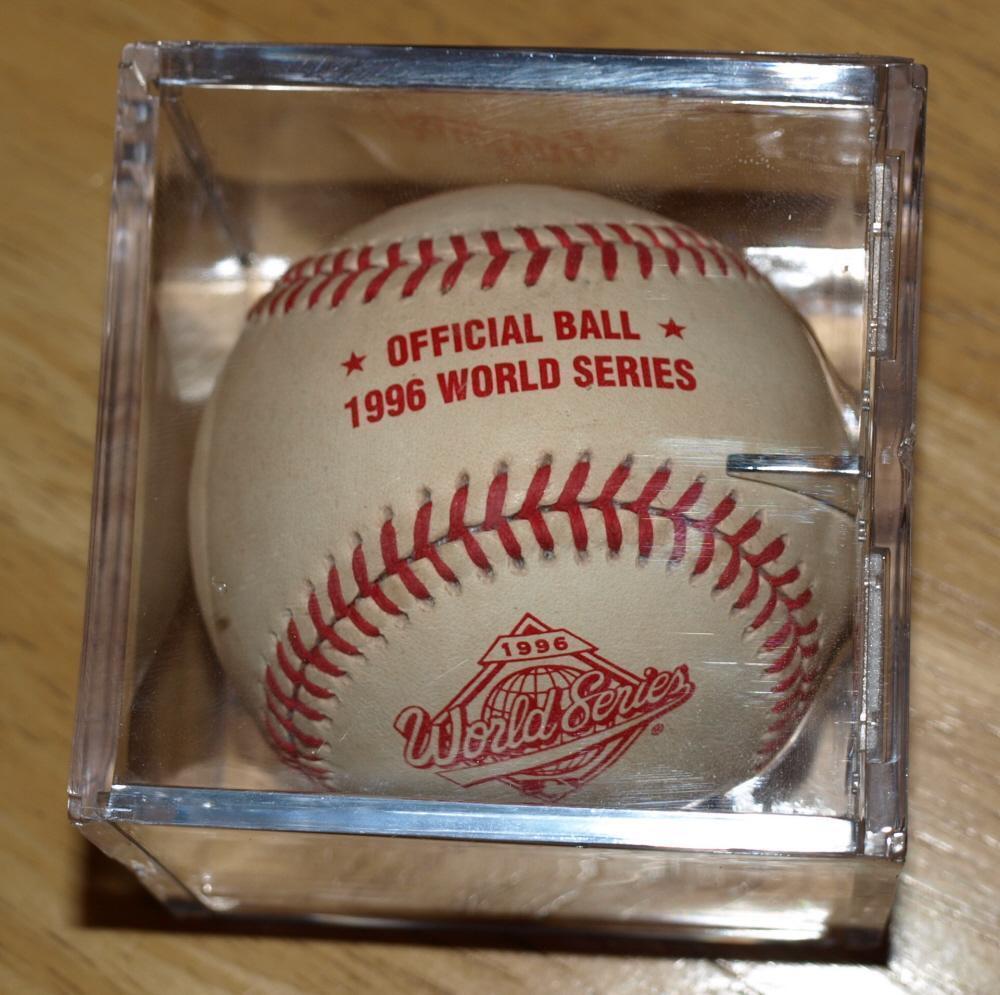 ★ OFFICIAL BALL ★
1996 WORLD SERIES
1996
World Series
®